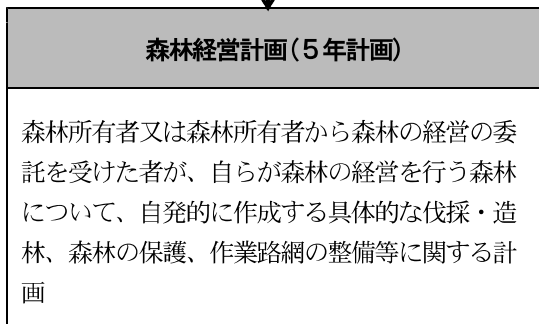 森林経営計画（５年計画）
森林所有者又は森林所有者から森林の経営の委
託を受けた者が、自らが森林の経営を行う森林
について、自発的に作成する具体的な伐採・造
林、森林の保護、作業路網の整備等に関する計
画